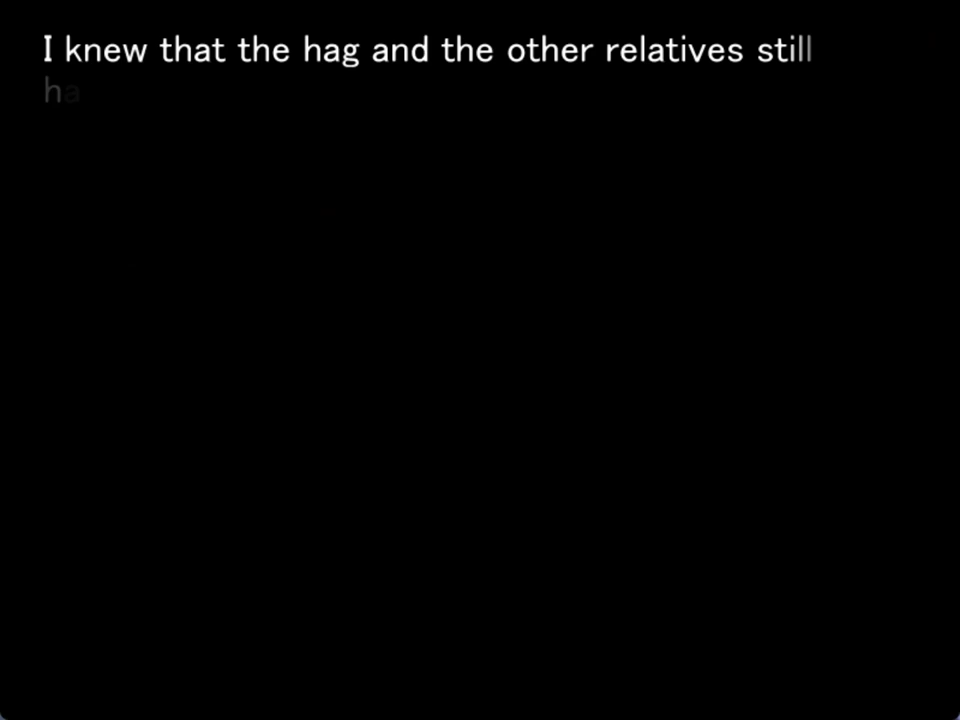 I knew that the hag and the other relatives still
ha